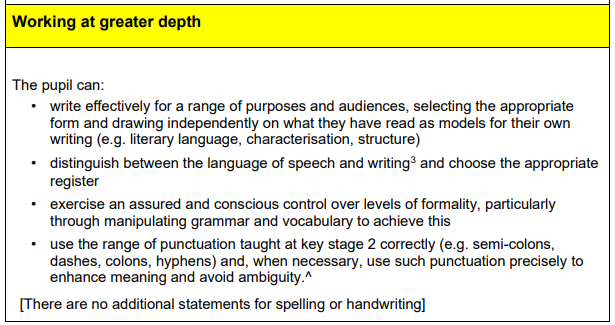 Working at greater depth
The pupil can:
• write effectively for a range of purposes and audiences, selecting the appropriate
form and drawing independently on what they have read as models for their own
writing (e.g. literary language, characterisation, structure)
• distinguish between the language of speech and writing³ and choose the appropriate
register
• exercise an assured and conscious control over levels of formality, particularly
through manipulating grammar and vocabulary to achieve this
• use the range of punctuation taught at key stage 2 correctly (e.g. semi-colons,
dashes, colons, hyphens) and, when necessary, use such punctuation precisely to
enhance meaning and avoid ambiguity.^
[There are no additional statements for spelling or handwriting]